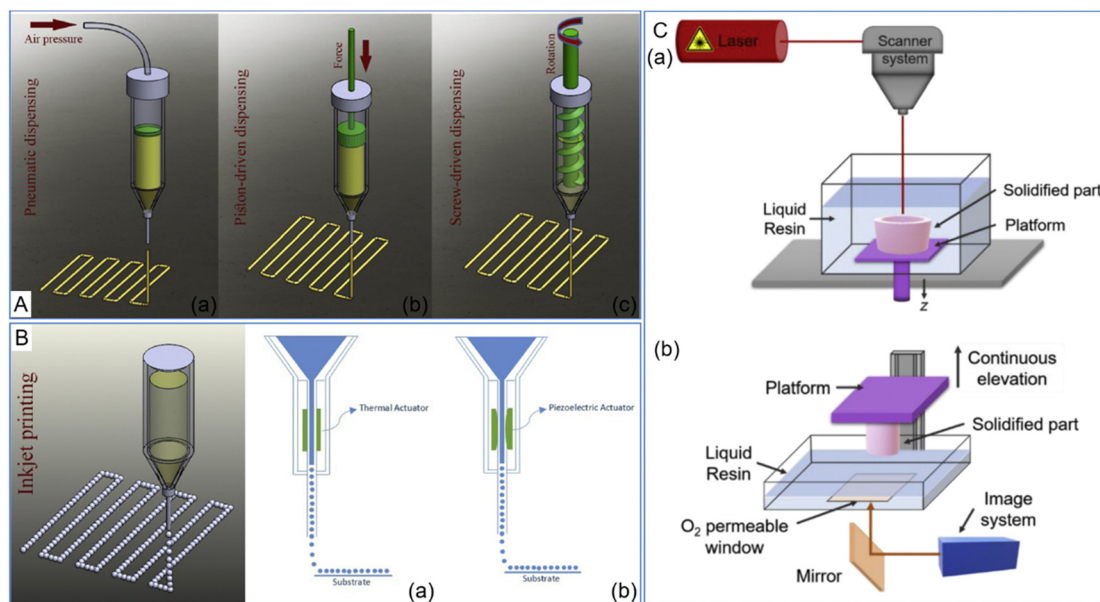 Air pressure
Pneumatic dispensing
A
(a)
Force
Piston-driven dispensing
(b)
Rotation
Screw-driven dispensing
(c)
B
Inkjet printing
Thermal Actuator
Substrate
(a)
Piezoelectric Actuator
Substrate
(b)
C
(a)
Laser
Scanner
system
Liquid
Resin
Solidified part
Platform
z
(b)
Platform
Continuous
elevation
Solidified part
Liquid
Resin
O₂ permeable
window
Mirror
Image
system